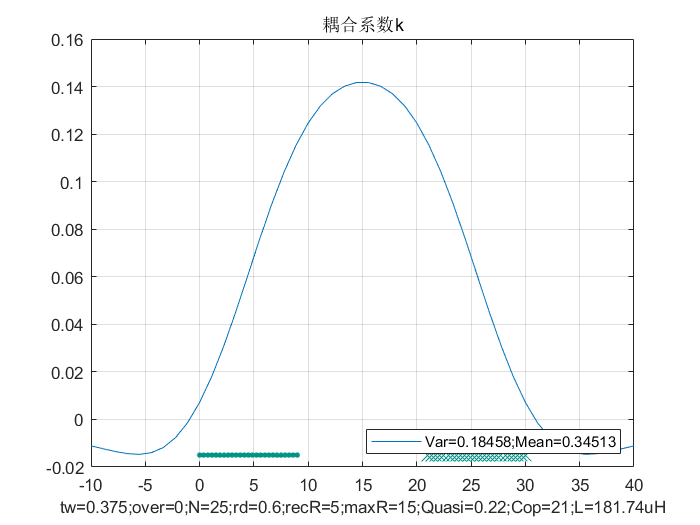 耦合系数k
0.16
0.14
0.12
0.1
0.08
0.06
0.04
0.02
0
-0.02
Var=0.18458;Mean=0.34513
-10 -5 0 5 10 15 20 25 30 35 40
tw=0.375;over=0;N=25;rd=0.6;recR=5;maxR=15;Quasi=0.22;Cop=21;L=181.74uH